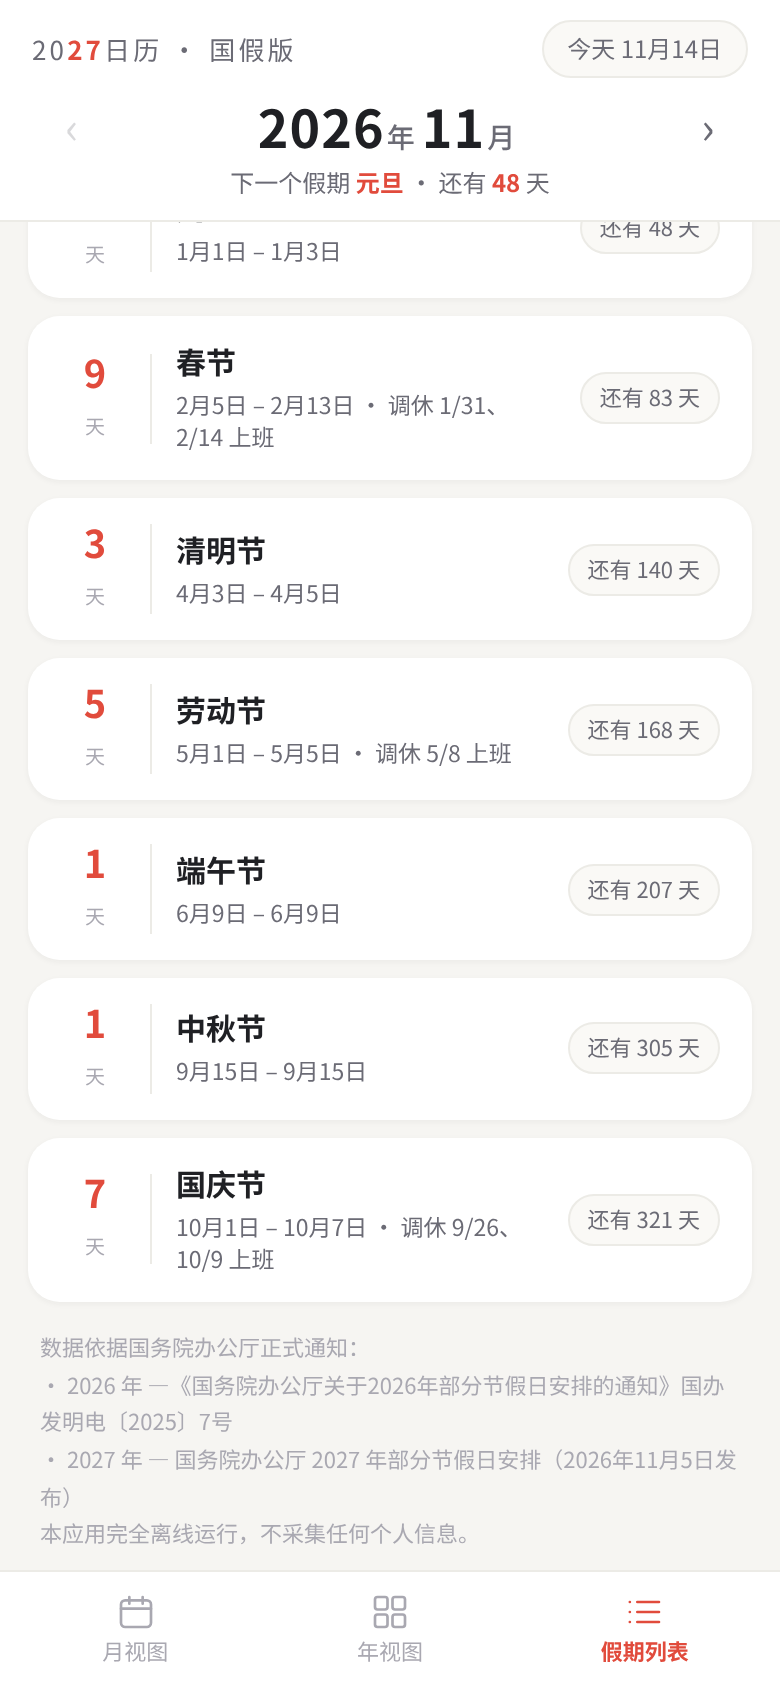 2027日历 · 国假版
今天 11月14日
‹
2026年 11月
›
下一个假期 元旦 · 还有 48 天
还有 48 天
天
1月1日 – 1月3日
9
天
春节
2月5日 – 2月13日 · 调休 1/31、
2/14 上班
还有 83 天
3
天
清明节
4月3日 – 4月5日
还有 140 天
5
天
劳动节
5月1日 – 5月5日 · 调休 5/8 上班
还有 168 天
1
天
端午节
6月9日 – 6月9日
还有 207 天
1
天
中秋节
9月15日 – 9月15日
还有 305 天
7
天
国庆节
10月1日 – 10月7日 · 调休 9/26、
10/9 上班
还有 321 天
数据依据国务院办公厅正式通知：
· 2026 年 —《国务院办公厅关于2026年部分节假日安排的通知》国办
发明电〔2025〕7号
· 2027 年 — 国务院办公厅 2027 年部分节假日安排（2026年11月5日发
布）
本应用完全离线运行，不采集任何个人信息。
月视图
年视图
假期列表